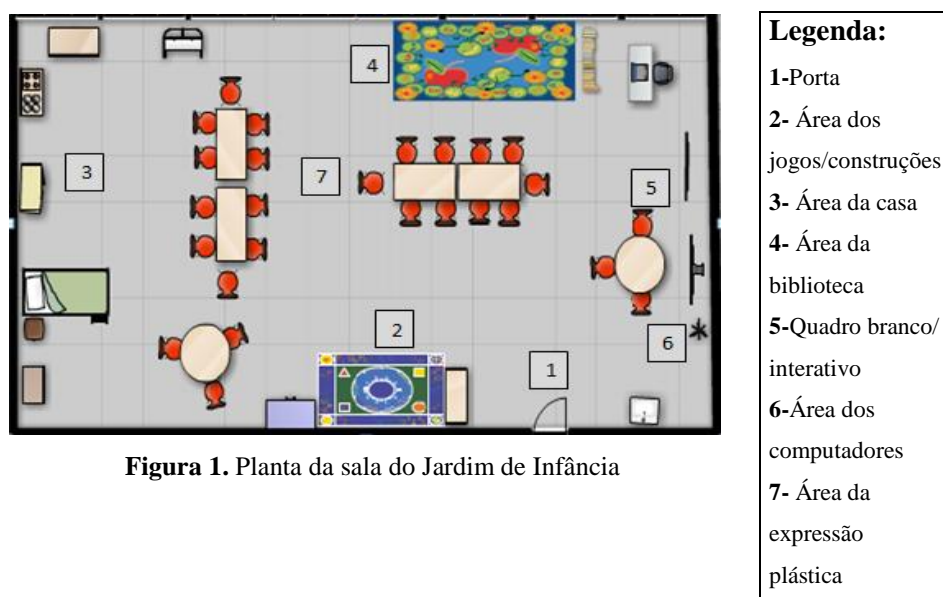 4
3
7
5
2
6
1
Figura 1. Planta da sala do Jardim de Infância
Legenda:
1-Porta
2- Área dos
jogos/construções
3- Área da casa
4- Área da
biblioteca
5-Quadro branco/
interativo
6-Área dos
computadores
7- Área da
expressão
plástica